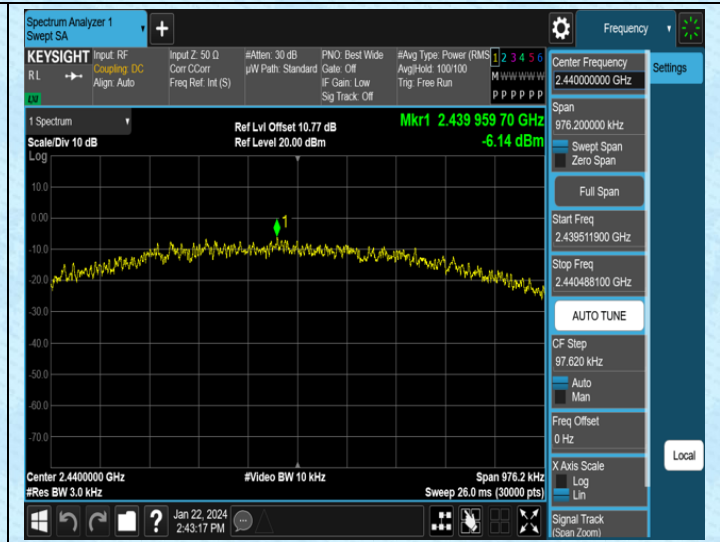 Spectrum Analyzer 1
Swept SA
+
Frequency
KEYSIGHT
RL
LXI
Input: RF
Coupling: DC
Align: Auto
Input Z: 50 Ω
Corr CCorr
Freq Ref: Int (S)
#Atten: 30 dB
µW Path: Standard
PNO: Best Wide
Gate: Off
IF Gain: Low
Sig Track: Off
#Avg Type: Power (RMS
Avg|Hold: 100/100
Trig: Free Run
1 2 3 4 5 6
M W W W W W
P P P P P P
1 Spectrum
Scale/Div 10 dB
Log
Ref Lvl Offset 10.77 dB
Ref Level 20.00 dBm
Mkr1 2.439 959 70 GHz
-6.14 dBm
10.0
0.00
-10.0
-20.0
-30.0
-40.0
-50.0
-60.0
-70.0
1
Center 2.4400000 GHz
#Res BW 3.0 kHz
#Video BW 10 kHz
Span 976.2 kHz
Sweep 26.0 ms (30000 pts)
Center Frequency
2.440000000 GHz
Span
976.200000 kHz
Swept Span
Zero Span
Full Span
Start Freq
2.439511900 GHz
Stop Freq
2.440488100 GHz
AUTO TUNE
CF Step
97.620 kHz
Auto
Man
Freq Offset
0 Hz
X Axis Scale
Log
Lin
Signal Track
(Span Zoom)
Settings
Local
?
Jan 22, 2024
2:43:17 PM